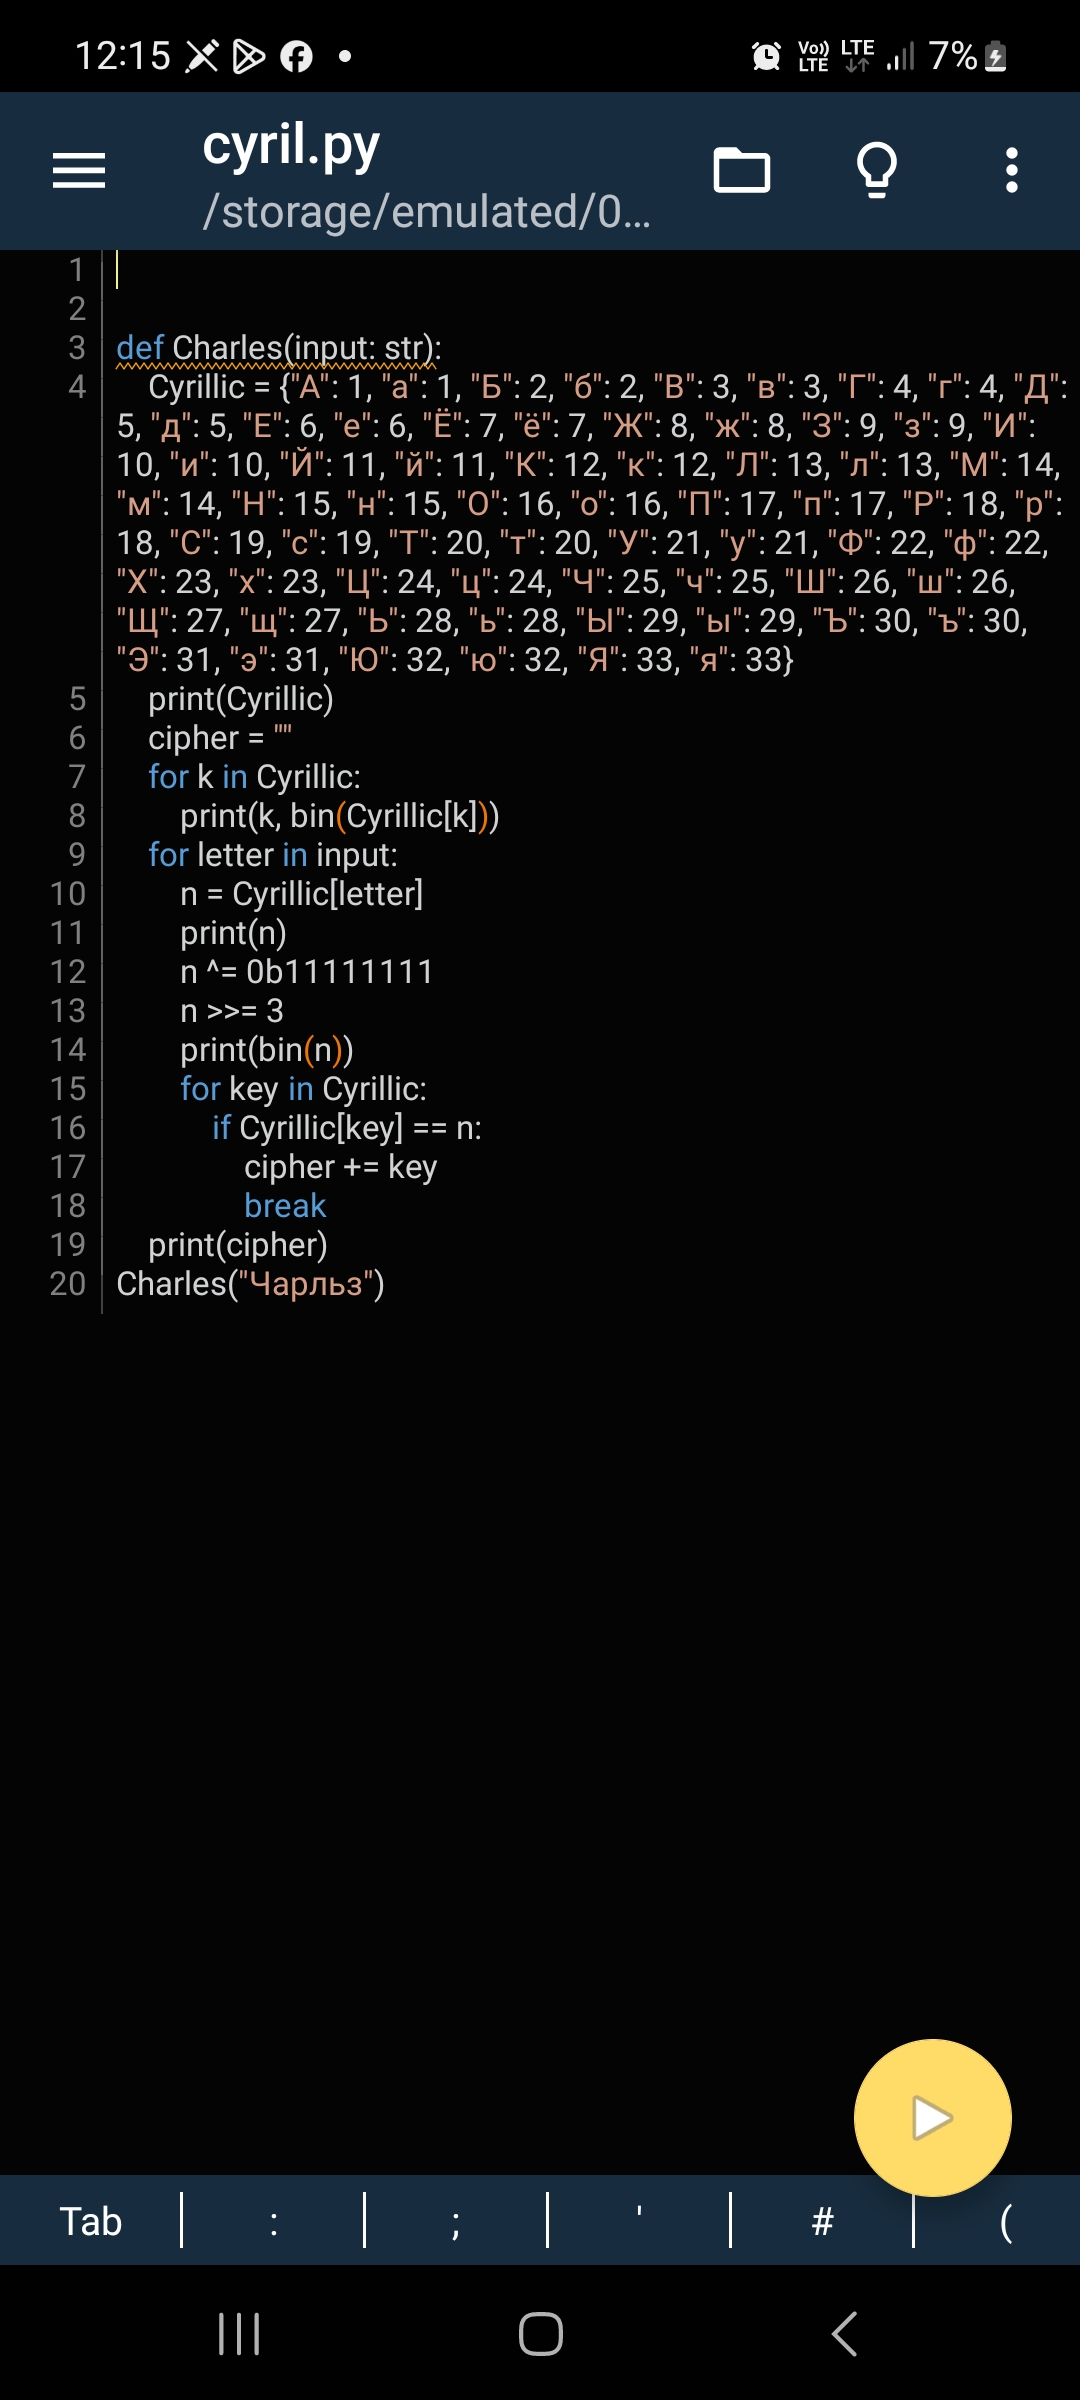 12:15
Vo)) LTE LTE 7%
cyril.py
/storage/emulated/0...
1
2
3 def Charles(input: str):
4 Cyrillic = {"А": 1, "а": 1, "Б": 2, "б": 2, "В": 3, "в": 3, "Г": 4, "г": 4, "Д":
5, "д": 5, "Е": 6, "е": 6, "Ё": 7, "ё": 7, "Ж": 8, "ж": 8, "З": 9, "з": 9, "И":
10, "и": 10, "Й": 11, "й": 11, "К": 12, "к": 12, "Л": 13, "л": 13, "М": 14,
"м": 14, "Н": 15, "н": 15, "О": 16, "о": 16, "П": 17, "п": 17, "Р": 18, "р":
18, "С": 19, "с": 19, "Т": 20, "т": 20, "У": 21, "у": 21, "Ф": 22, "ф": 22,
"Х": 23, "х": 23, "Ц": 24, "ц": 24, "Ч": 25, "ч": 25, "Ш": 26, "ш": 26,
"Щ": 27, "щ": 27, "Ь": 28, "ь": 28, "Ы": 29, "ы": 29, "Ъ": 30, "ъ": 30,
"Э": 31, "э": 31, "Ю": 32, "ю": 32, "Я": 33, "я": 33}
5 print(Cyrillic)
6 cipher = ""
7 for k in Cyrillic:
8 print(k, bin(Cyrillic[k]))
9 for letter in input:
10 n = Cyrillic[letter]
11 print(n)
12 n ^= 0b11111111
13 n >>= 3
14 print(bin(n))
15 for key in Cyrillic:
16 if Cyrillic[key] == n:
17 cipher += key
18 break
19 print(cipher)
20 Charles("Чарльз")
Tab : ; ' # (